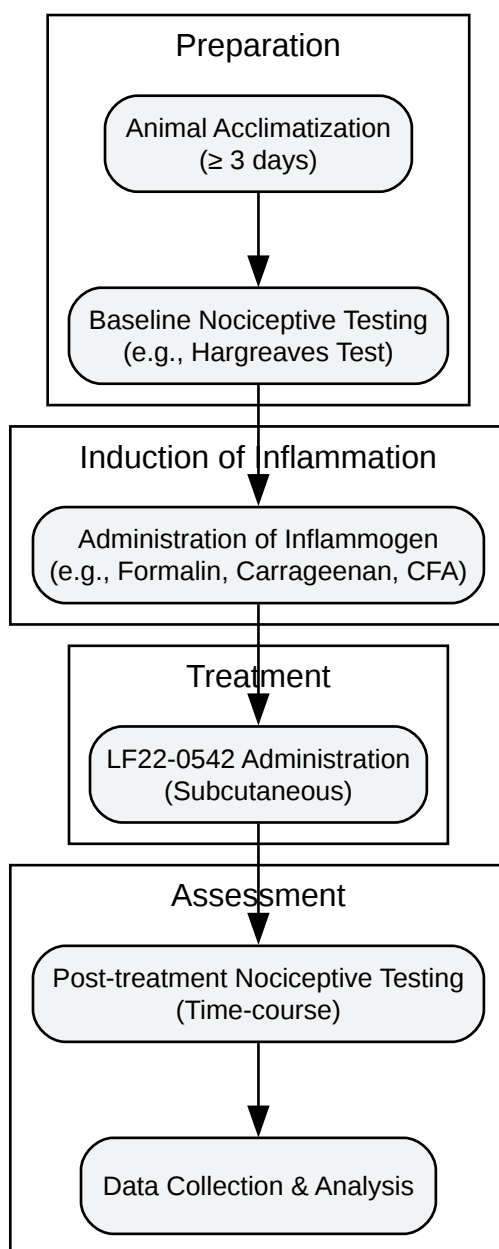 Preparation
Animal Acclimatization
(≥ 3 days)
Baseline Nociceptive Testing
(e.g., Hargreaves Test)
Induction of Inflammation
Administration of Inflammogen
(e.g., Formalin, Carrageenan, CFA)
Treatment
LF22-0542 Administration
(Subcutaneous)
Assessment
Post-treatment Nociceptive Testing
(Time-course)
Data Collection & Analysis